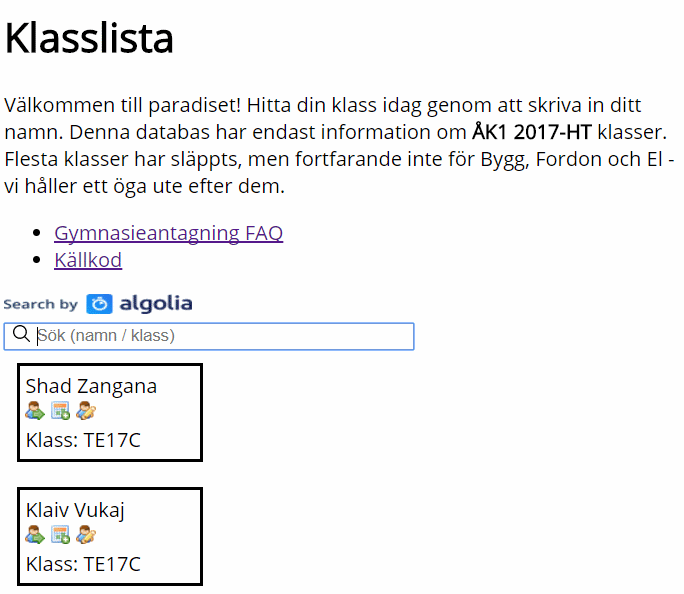 Klasslista
Välkommen till paradiset! Hitta din klass idag genom att skriva in ditt
namn. Denna databas har endast information om ÅK1 2017-HT klasser.
Flesta klasser har släppts, men fortfarande inte för Bygg, Fordon och El -
vi håller ett öga ute efter dem.
Gymnasieantagning FAQ
Källkod
Search by algolia
Sök (namn / klass)
Shad Zangana
Klass: TE17C
Klaiv Vukaj
Klass: TE17C